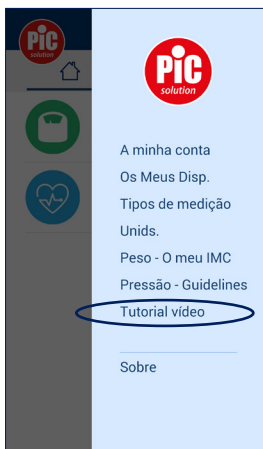 PiC
solution
PiC
solution
A minha conta
Os Meus Disp.
Tipos de medição
Unids.
Peso - O meu IMC
Pressão - Guidelines
Tutorial vídeo
Sobre